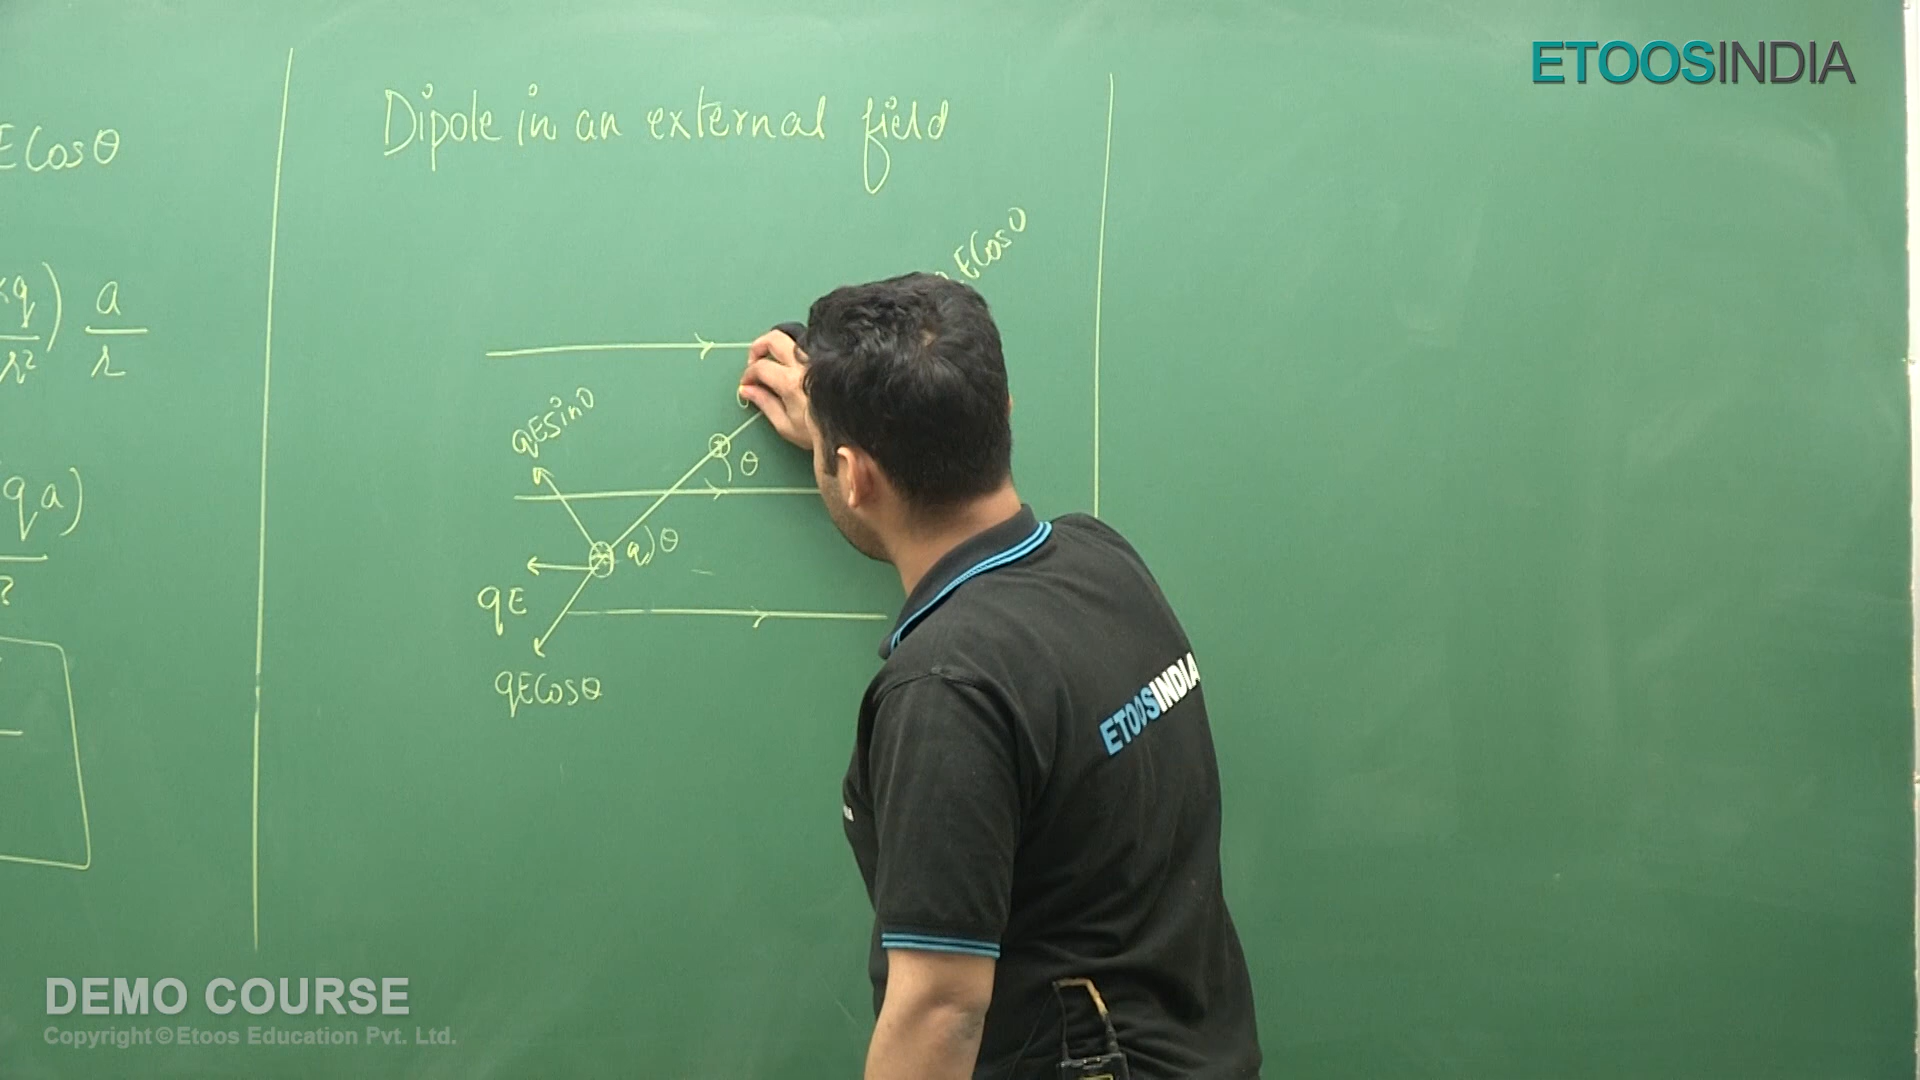 ETOOSINDIA
ECosθ
q) a
r² r
qa)
Dipole in an external field
ECosθ
qEsinθ
θ
q)θ
qE
qECosθ
ETOOSINDIA
DEMO COURSE
Copyright©Etoos Education Pvt. Ltd.